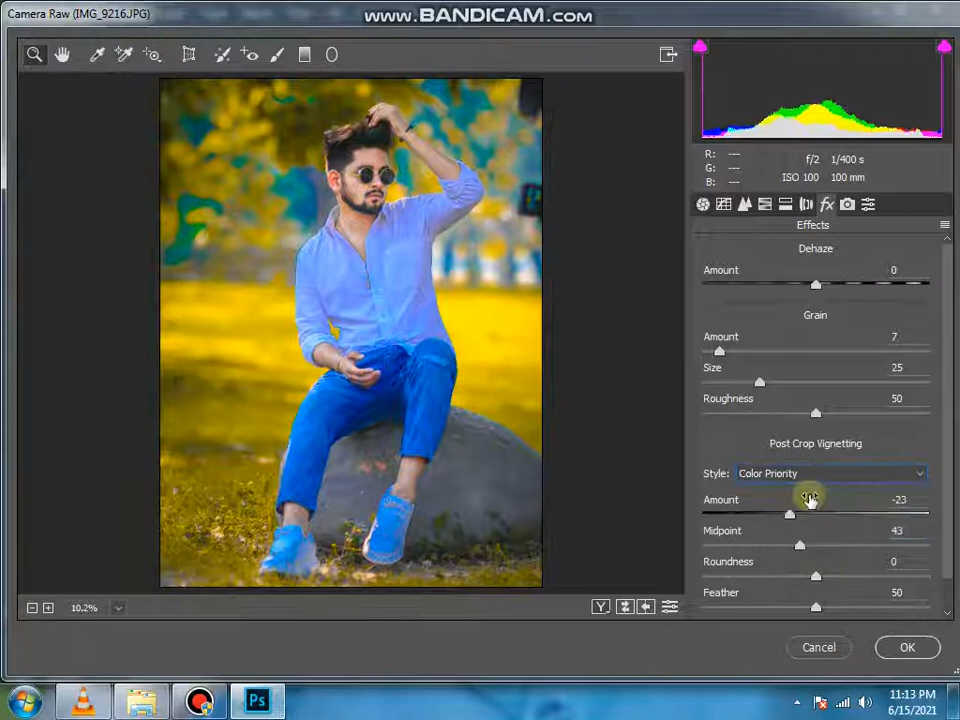 Camera Raw (IMG_9216.JPG)
www.BANDICAM.com
R: ---
G: ---
B: ---
f/2 1/400 s
ISO 100 100 mm
fx
Effects
Dehaze
Amount 0
Grain
Amount 7
Size 25
Roughness 50
Post Crop Vignetting
Style: Color Priority
Amount -23
Midpoint 43
Roundness 0
Feather 50
10.2%
Y
Cancel OK
Ps
11:13 PM
6/15/2021